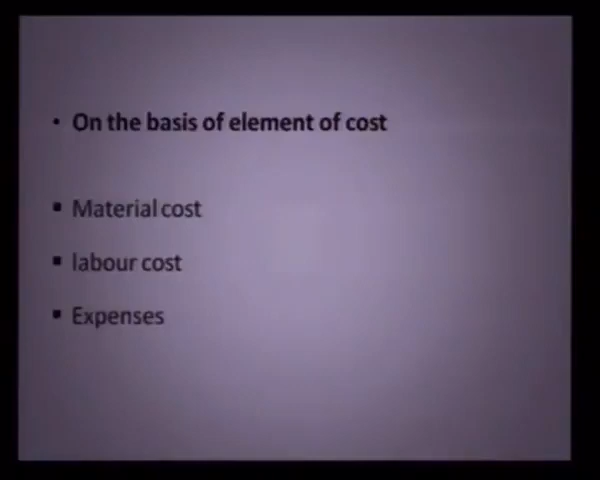 • On the basis of element of cost
▪ Material cost
▪ labour cost
▪ Expenses